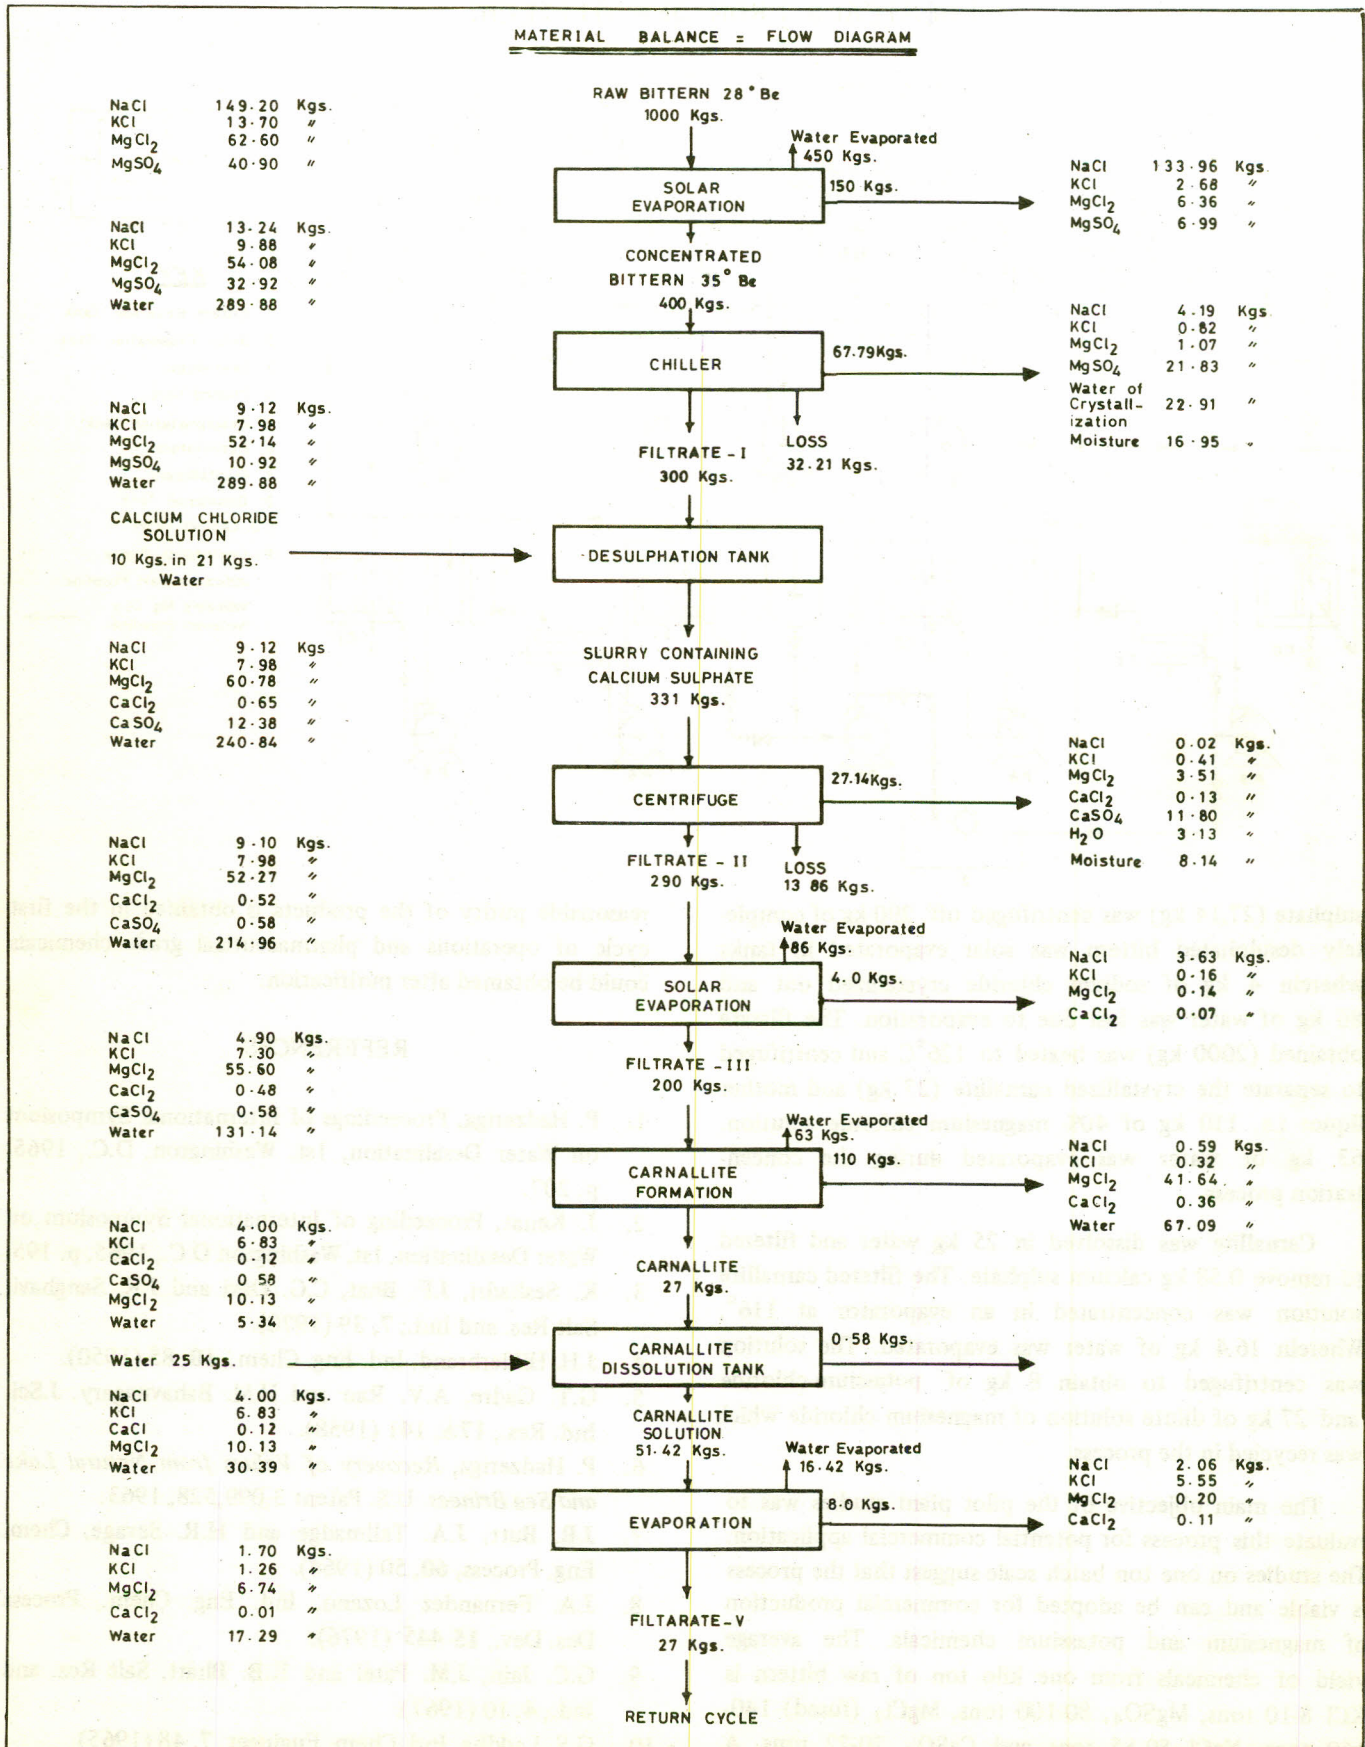 MATERIAL BALANCE = FLOW DIAGRAM
RAW BITTERN 28°Be
1000 Kgs.
NaCl 149.20 Kgs.
KCl 13.70 "
MgCl2 62.60 "
MgSO4 40.90 "
Water Evaporated
450 Kgs.
SOLAR
EVAPORATION
150 Kgs.
NaCl 133.96 Kgs.
KCl 2.68 "
MgCl2 6.36 "
MgSO4 6.99 "
NaCl 13.24 Kgs.
KCl 9.88 "
MgCl2 54.08 "
MgSO4 32.92 "
Water 289.88 "
CONCENTRATED
BITTERN 35°Be
400 Kgs.
CHILLER
67.79Kgs.
NaCl 4.19 Kgs.
KCl 0.82 "
MgCl2 1.07 "
MgSO4 21.83 "
Water of
Crystall- 22.91 "
ization
Moisture 16.95 "
NaCl 9.12 Kgs.
KCl 7.98 "
MgCl2 52.14 "
MgSO4 10.92 "
Water 289.88 "
FILTRATE - I
300 Kgs.
LOSS
32.21 Kgs.
CALCIUM CHLORIDE
SOLUTION
10 Kgs. in 21 Kgs.
Water
DESULPHATION TANK
NaCl 9.12 Kgs
KCl 7.98 "
MgCl2 60.78 "
CaCl2 0.65 "
CaSO4 12.38 "
Water 240.84 "
SLURRY CONTAINING
CALCIUM SULPHATE
331 Kgs.
CENTRIFUGE
27.14Kgs.
NaCl 0.02 Kgs.
KCl 0.41 "
MgCl2 3.51 "
CaCl2 0.13 "
CaSO4 11.80 "
H2O 3.13 "
Moisture 8.14 "
NaCl 9.10 Kgs.
KCl 7.98 "
MgCl2 52.27 "
CaCl2 0.52 "
CaSO4 0.58 "
Water 214.96 "
FILTRATE - II
290 Kgs.
LOSS
13 86 Kgs.
Water Evaporated
86 Kgs.
SOLAR
EVAPORATION
4.0 Kgs.
NaCl 3.63 Kgs.
KCl 0.16 "
MgCl2 0.14 "
CaCl2 0.07 "
NaCl 4.90 Kgs.
KCl 7.30 "
MgCl2 55.60 "
CaCl2 0.48 "
CaSO4 0.58 "
Water 131.14 "
FILTRATE - III
200 Kgs.
Water Evaporated
63 Kgs.
CARNALLITE
FORMATION
110 Kgs.
NaCl 0.59 Kgs.
KCl 0.32 "
MgCl2 41.64 "
CaCl2 0.36 "
Water 67.09 "
NaCl 4.00 Kgs.
KCl 6.83 "
CaCl2 0.12 "
CaSO4 0.58 "
MgCl2 10.13 "
Water 5.34 "
CARNALLITE
27 Kgs.
Water 25 Kgs.
CARNALLITE
DISSOLUTION TANK
0.58 Kgs.
NaCl 4.00 Kgs.
KCl 6.83 "
CaCl 0.12 "
MgCl2 10.13 "
Water 30.39 "
CARNALLITE
SOLUTION
51.42 Kgs.
Water Evaporated
16.42 Kgs.
EVAPORATION
8.0 Kgs.
NaCl 2.06 Kgs.
KCl 5.55 "
MgCl2 0.20 "
CaCl2 0.11 "
NaCl 1.70 Kgs.
KCl 1.26 "
MgCl2 6.74 "
CaCl2 0.01 "
Water 17.29 "
FILTARATE - V
27 Kgs.
RETURN CYCLE